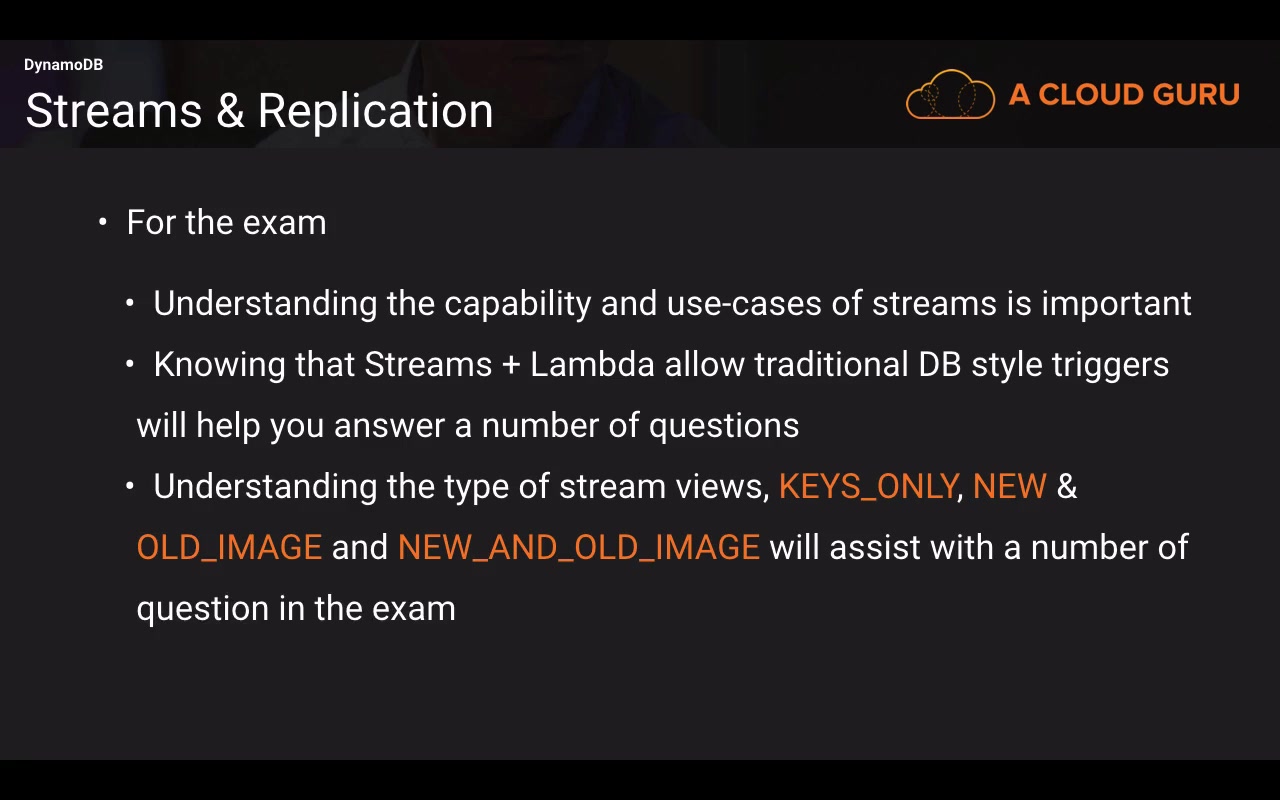 DynamoDB
Streams & Replication
A CLOUD GURU
• For the exam
• Understanding the capability and use-cases of streams is important
• Knowing that Streams + Lambda allow traditional DB style triggers
will help you answer a number of questions
• Understanding the type of stream views, KEYS_ONLY, NEW &
OLD_IMAGE and NEW_AND_OLD_IMAGE will assist with a number of
question in the exam